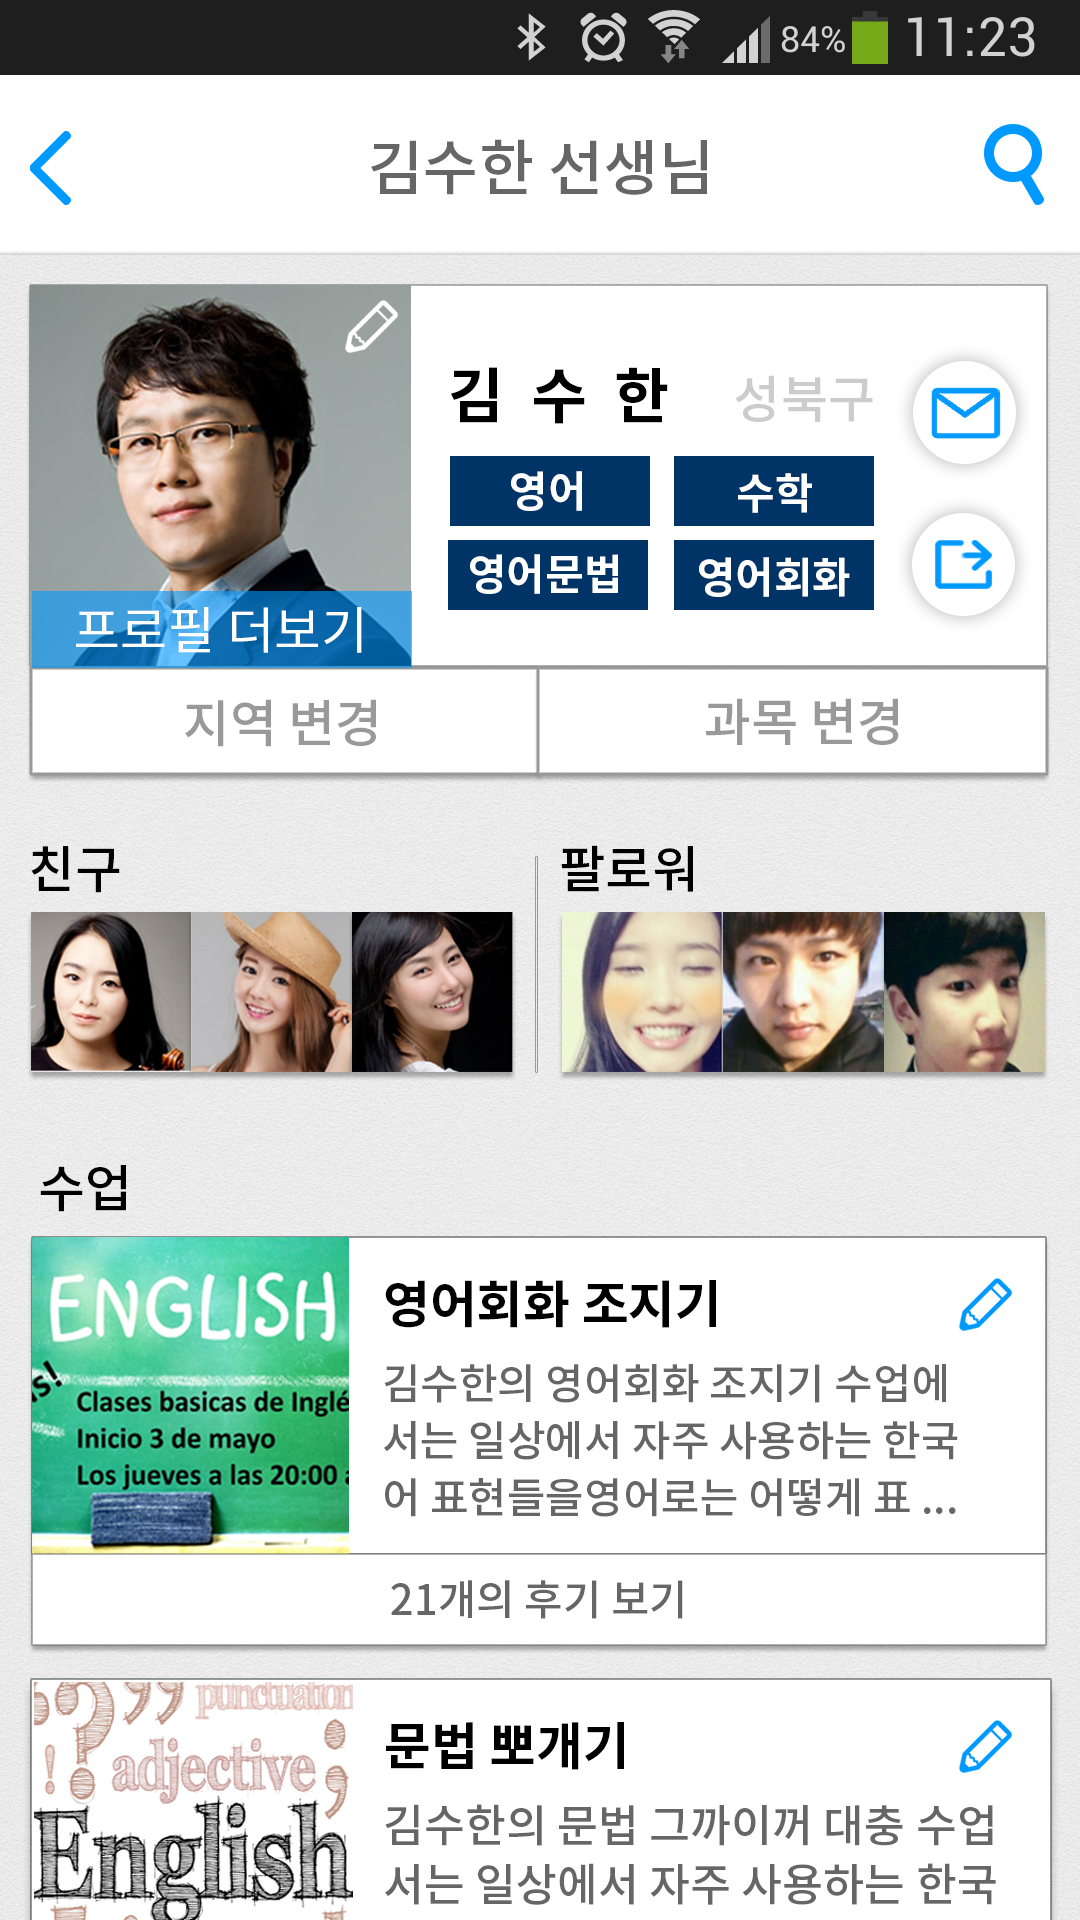 84% 11:23
김수한 선생님
김 수 한 성북구
영어 수학
영어문법 영어회화
프로필 더보기
지역 변경 과목 변경
친구 팔로워
수업
ENGLISH
s!
Clases basicas de Inglé
Inicio 3 de mayo
Los jueves a las 20:00 a
영어회화 조지기
김수한의 영어회화 조지기 수업에
서는 일상에서 자주 사용하는 한국
어 표현들을영어로는 어떻게 표 ...
21개의 후기 보기
punctuation
adjective
English
문법 뽀개기
김수한의 문법 그까이꺼 대충 수업
서는 일상에서 자주 사용하는 한국